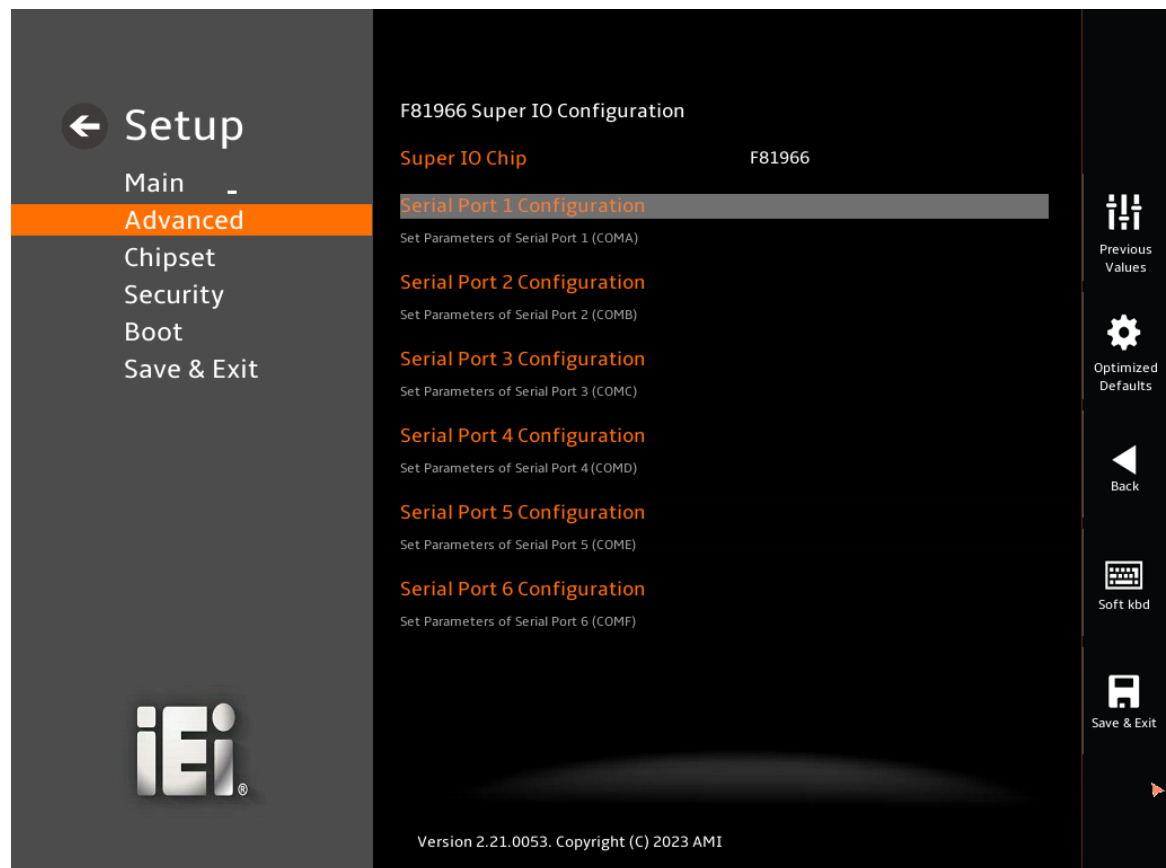 Setup
Main
Advanced
Chipset
Security
Boot
Save & Exit
iEi®
F81966 Super IO Configuration
Super IO Chip F81966
Serial Port 1 Configuration
Set Parameters of Serial Port 1 (COMA)
Serial Port 2 Configuration
Set Parameters of Serial Port 2 (COMB)
Serial Port 3 Configuration
Set Parameters of Serial Port 3 (COMC)
Serial Port 4 Configuration
Set Parameters of Serial Port 4 (COMD)
Serial Port 5 Configuration
Set Parameters of Serial Port 5 (COME)
Serial Port 6 Configuration
Set Parameters of Serial Port 6 (COMF)
Version 2.21.0053. Copyright (C) 2023 AMI
Previous
Values
Optimized
Defaults
Back
Soft kbd
Save & Exit